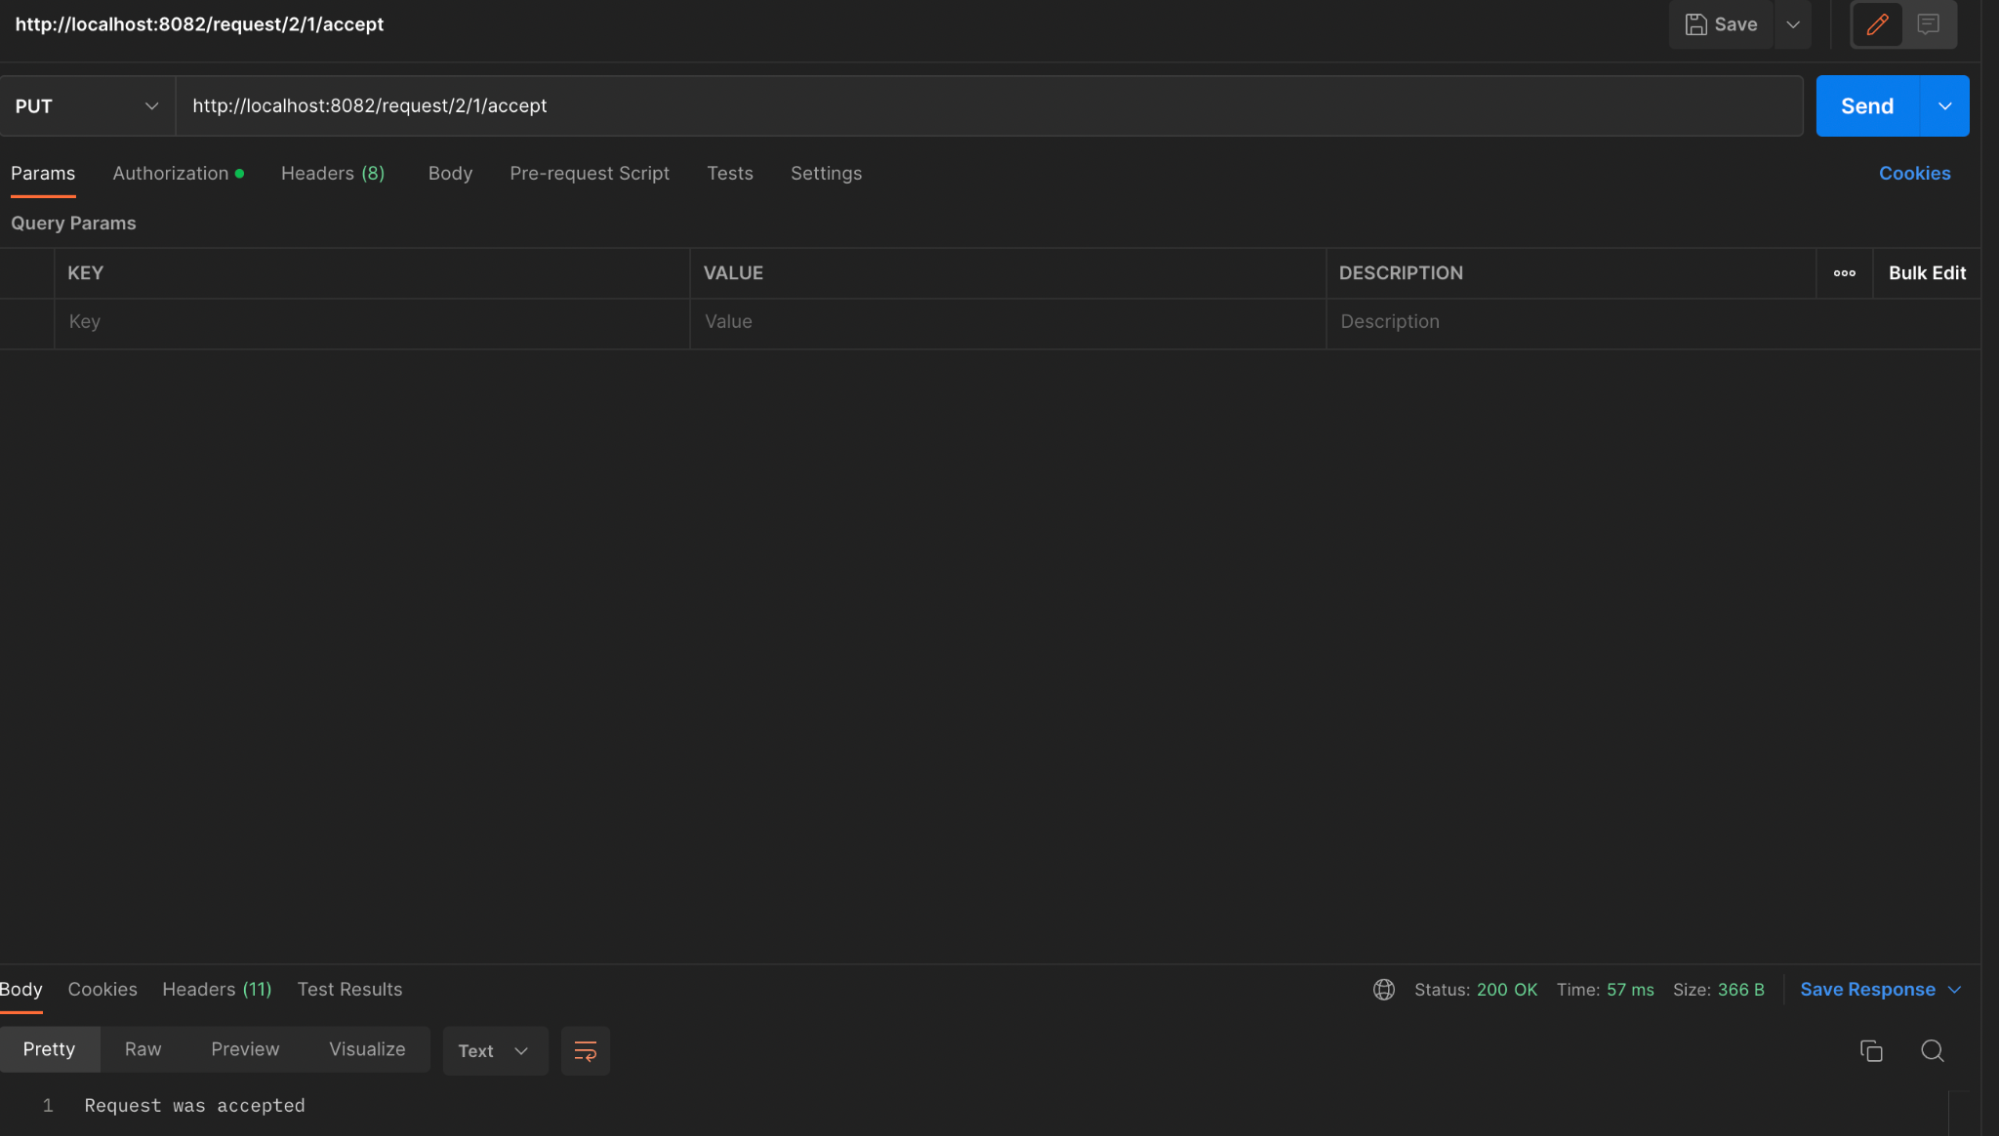 http://localhost:8082/request/2/1/accept Save
PUT http://localhost:8082/request/2/1/accept Send
Params Authorization Headers (8) Body Pre-request Script Tests Settings Cookies
Query Params
KEY VALUE DESCRIPTION Bulk Edit
Key Value Description
Body Cookies Headers (11) Test Results Status: 200 OK Time: 57 ms Size: 366 B Save Response
Pretty Raw Preview Visualize Text
1 Request was accepted